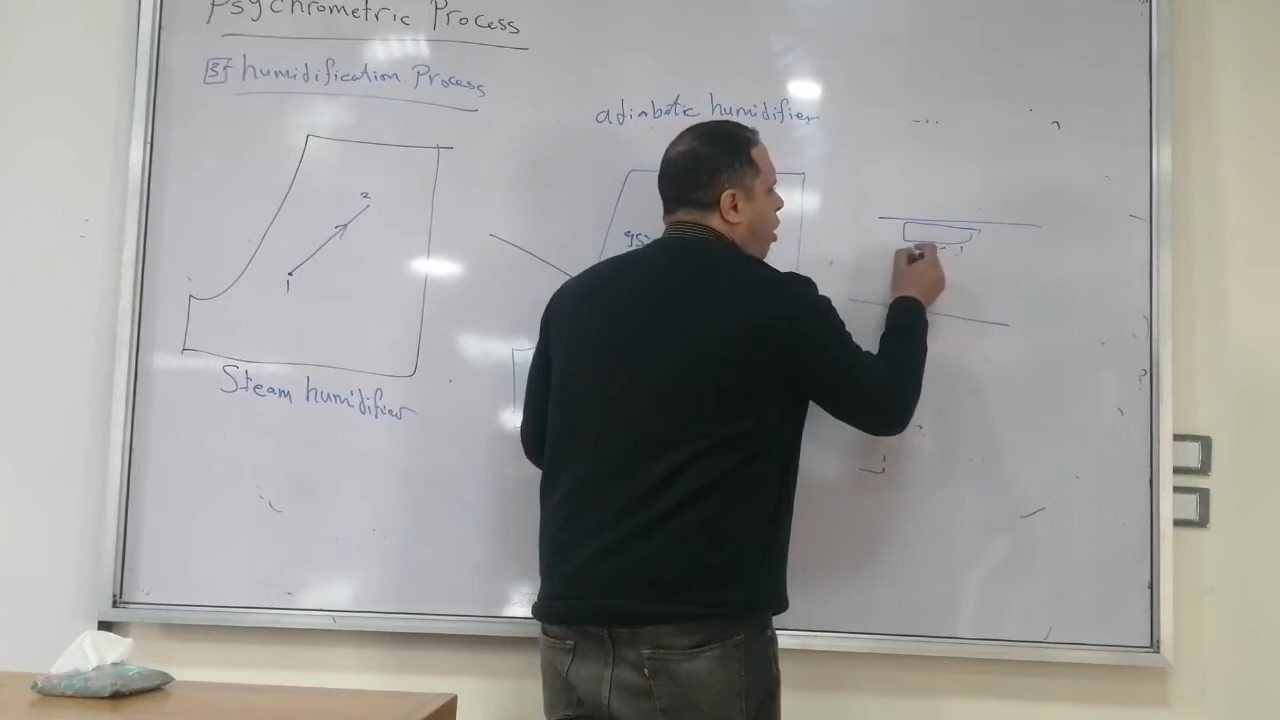 Psychrometric Process
3 humidification Process
adiabatic humidifier
2
1
Steam humidifier